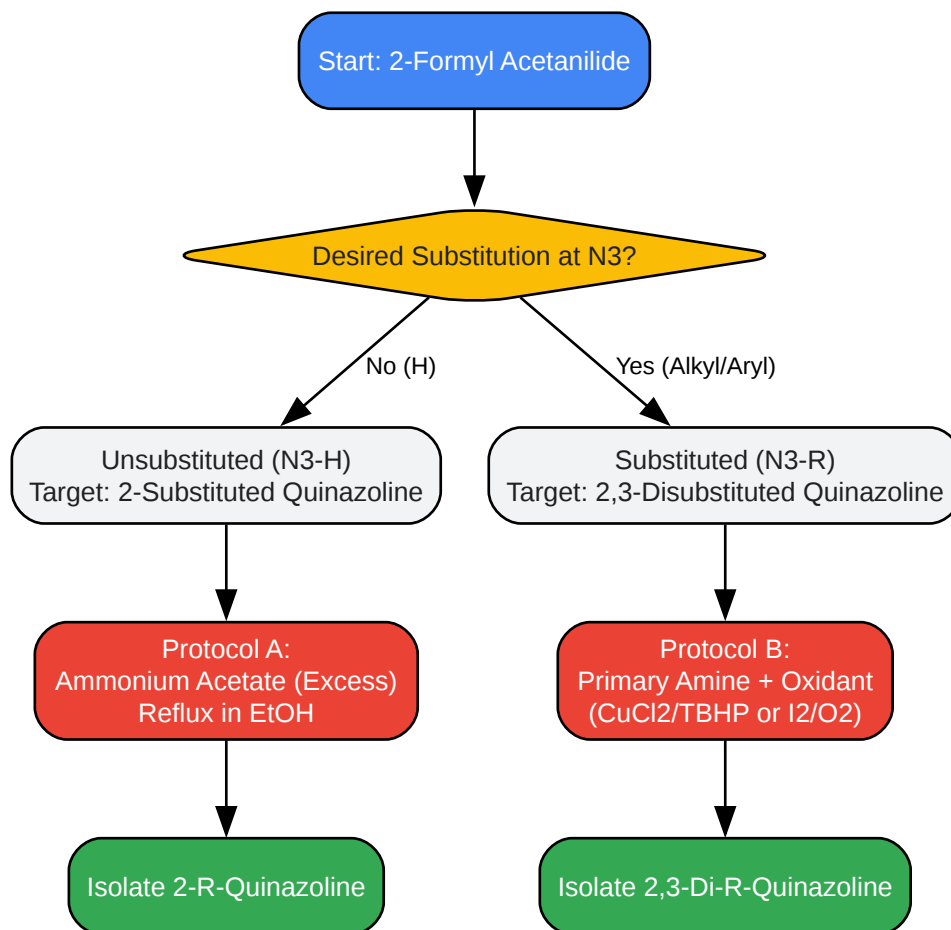 Start: 2-Formyl Acetanilide
Desired Substitution at N3?
No (H)
Yes (Alkyl/Aryl)
Unsubstituted (N3-H)
Target: 2-Substituted Quinazoline
Substituted (N3-R)
Target: 2,3-Disubstituted Quinazoline
Protocol A:
Ammonium Acetate (Excess)
Reflux in EtOH
Protocol B:
Primary Amine + Oxidant
(CuCl2/TBHP or I2/O2)
Isolate 2-R-Quinazoline
Isolate 2,3-Di-R-Quinazoline